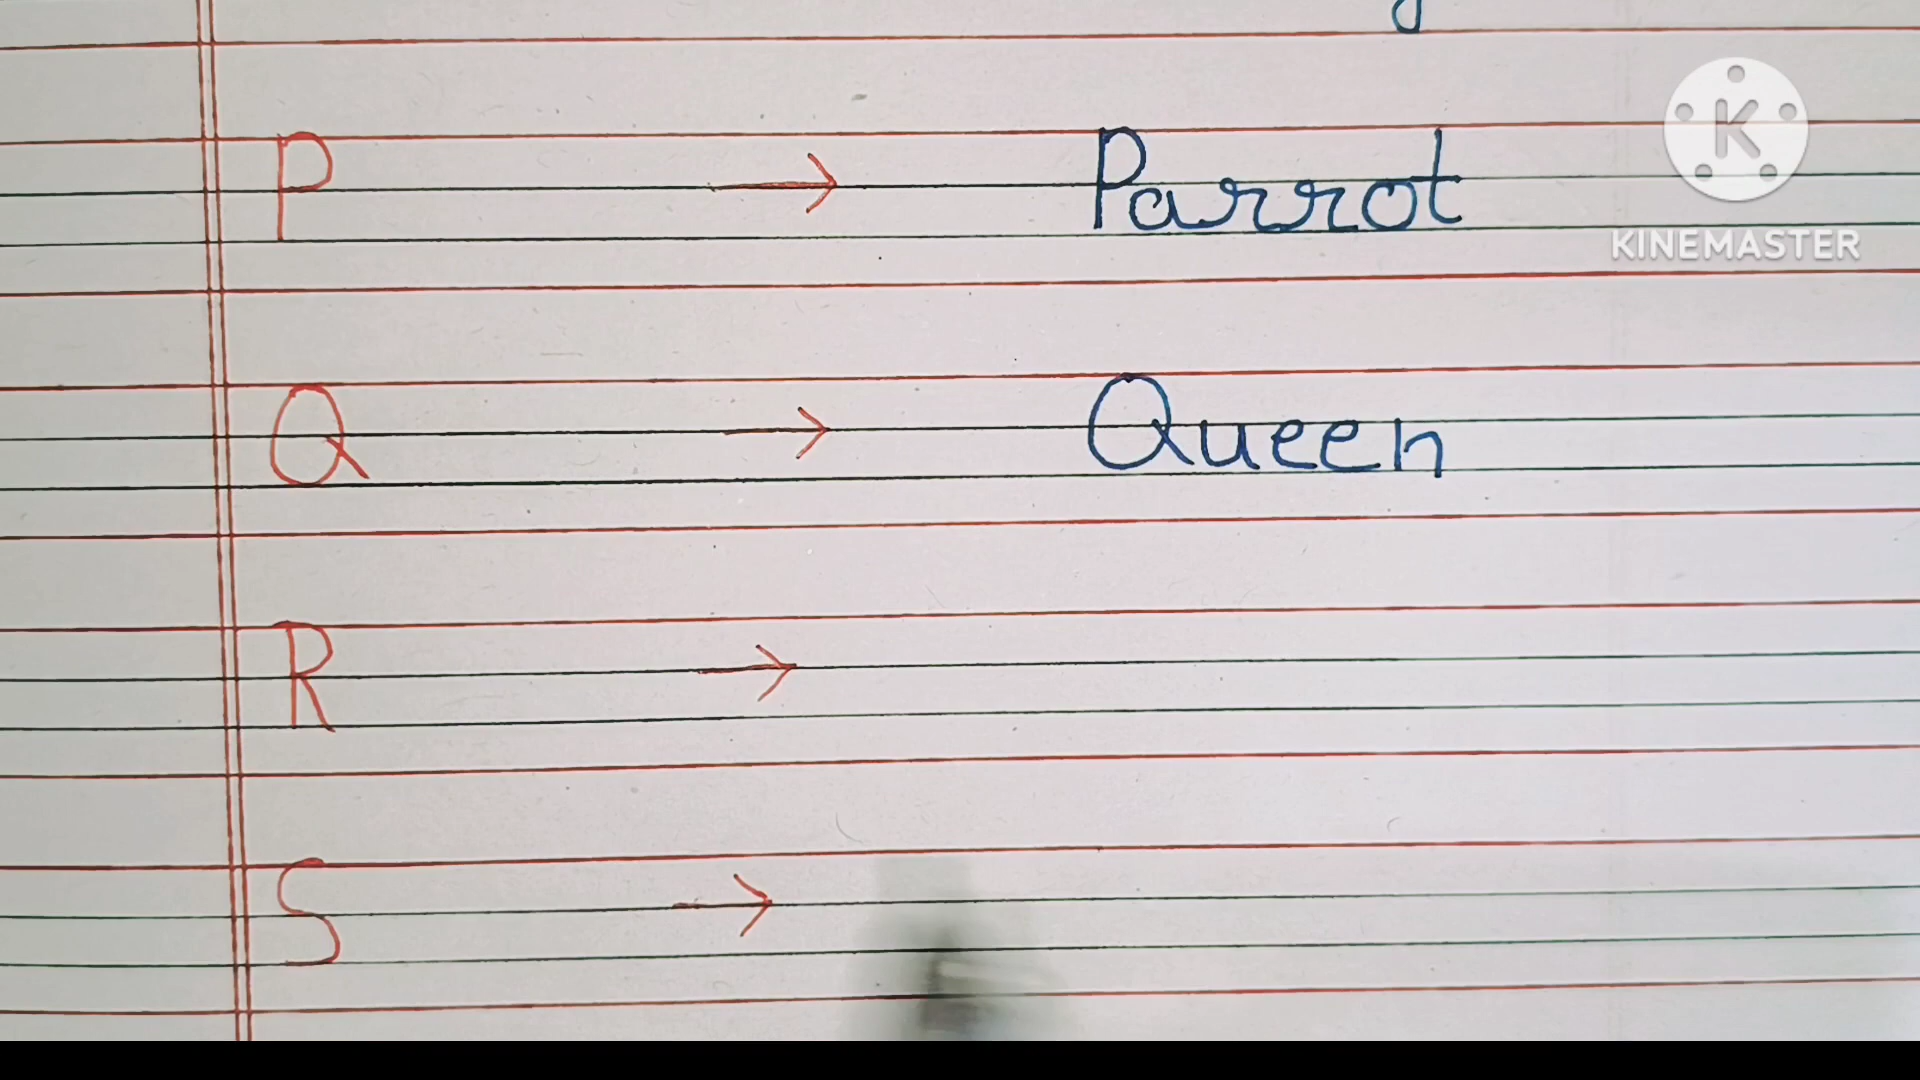 P → Parrot
Q → Queen
R →
S →
K
KINEMASTER